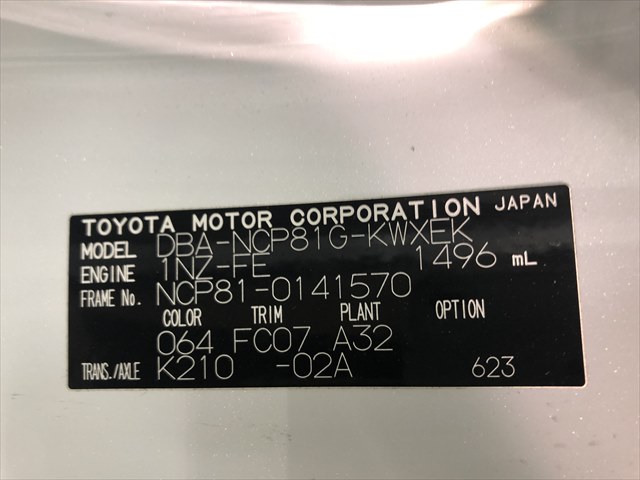 TOYOTA MOTOR CORPORATION JAPAN
MODEL DBA-NCP81G-KWXEK
ENGINE 1NZ-FE 1496 mL
FRAME No. NCP81-0141570
COLOR TRIM PLANT OPTION
064 FC07 A32
TRANS./AXLE K210 -02A 623